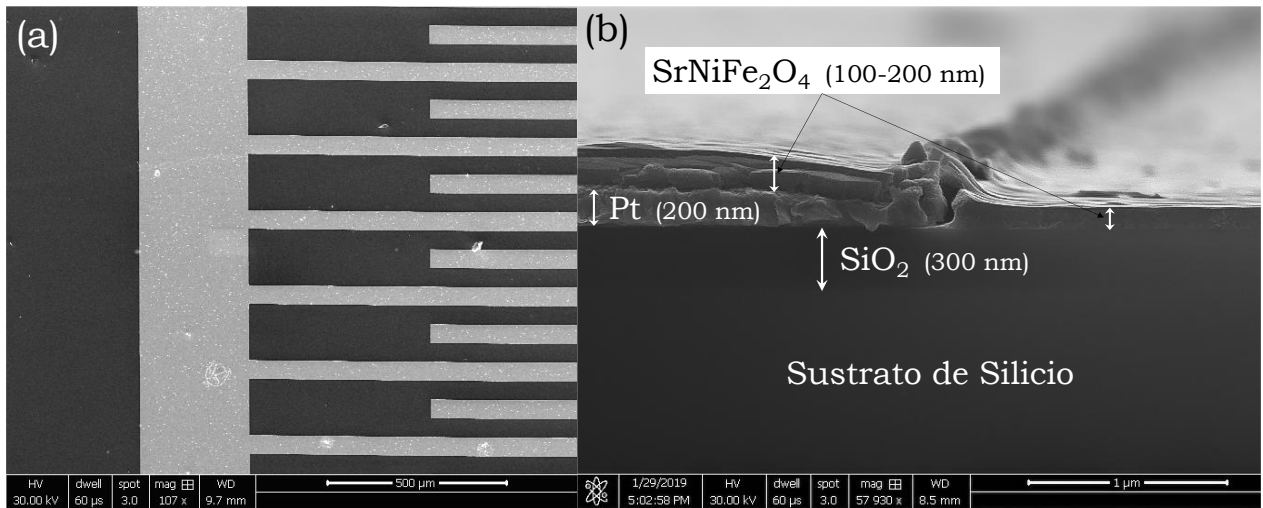 (a)
HV
30.00 kV
dwell
60 µs
spot
3.0
mag
107 x
WD
9.7 mm
500 µm
(b)
SrNiFe₂O₄ (100-200 nm)
Pt (200 nm)
SiO₂ (300 nm)
Sustrato de Silicio
1/29/2019
5:02:58 PM
HV
30.00 kV
dwell
60 µs
spot
3.0
mag
57 930 x
WD
8.5 mm
1 µm